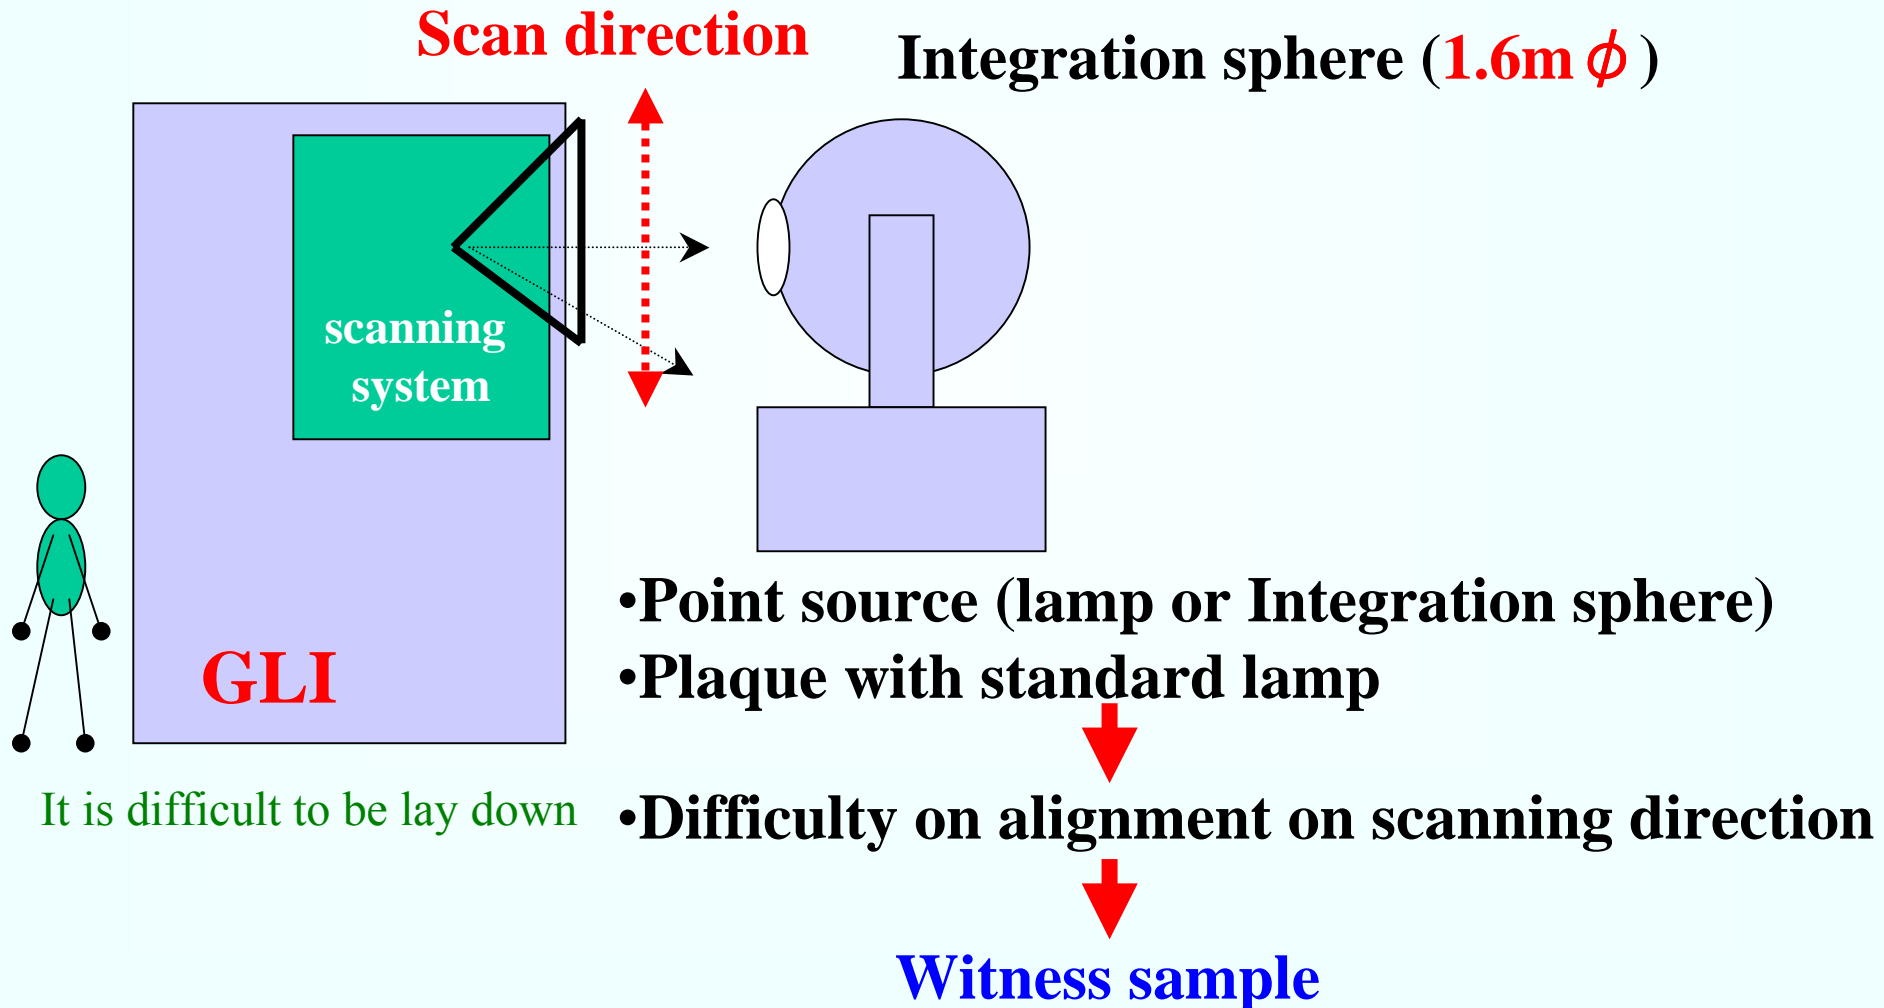 Scan direction
Integration sphere (1.6m ϕ )
scanning
system
GLI
It is difficult to be lay down
•Point source (lamp or Integration sphere)
•Plaque with standard lamp
•Difficulty on alignment on scanning direction
Witness sample